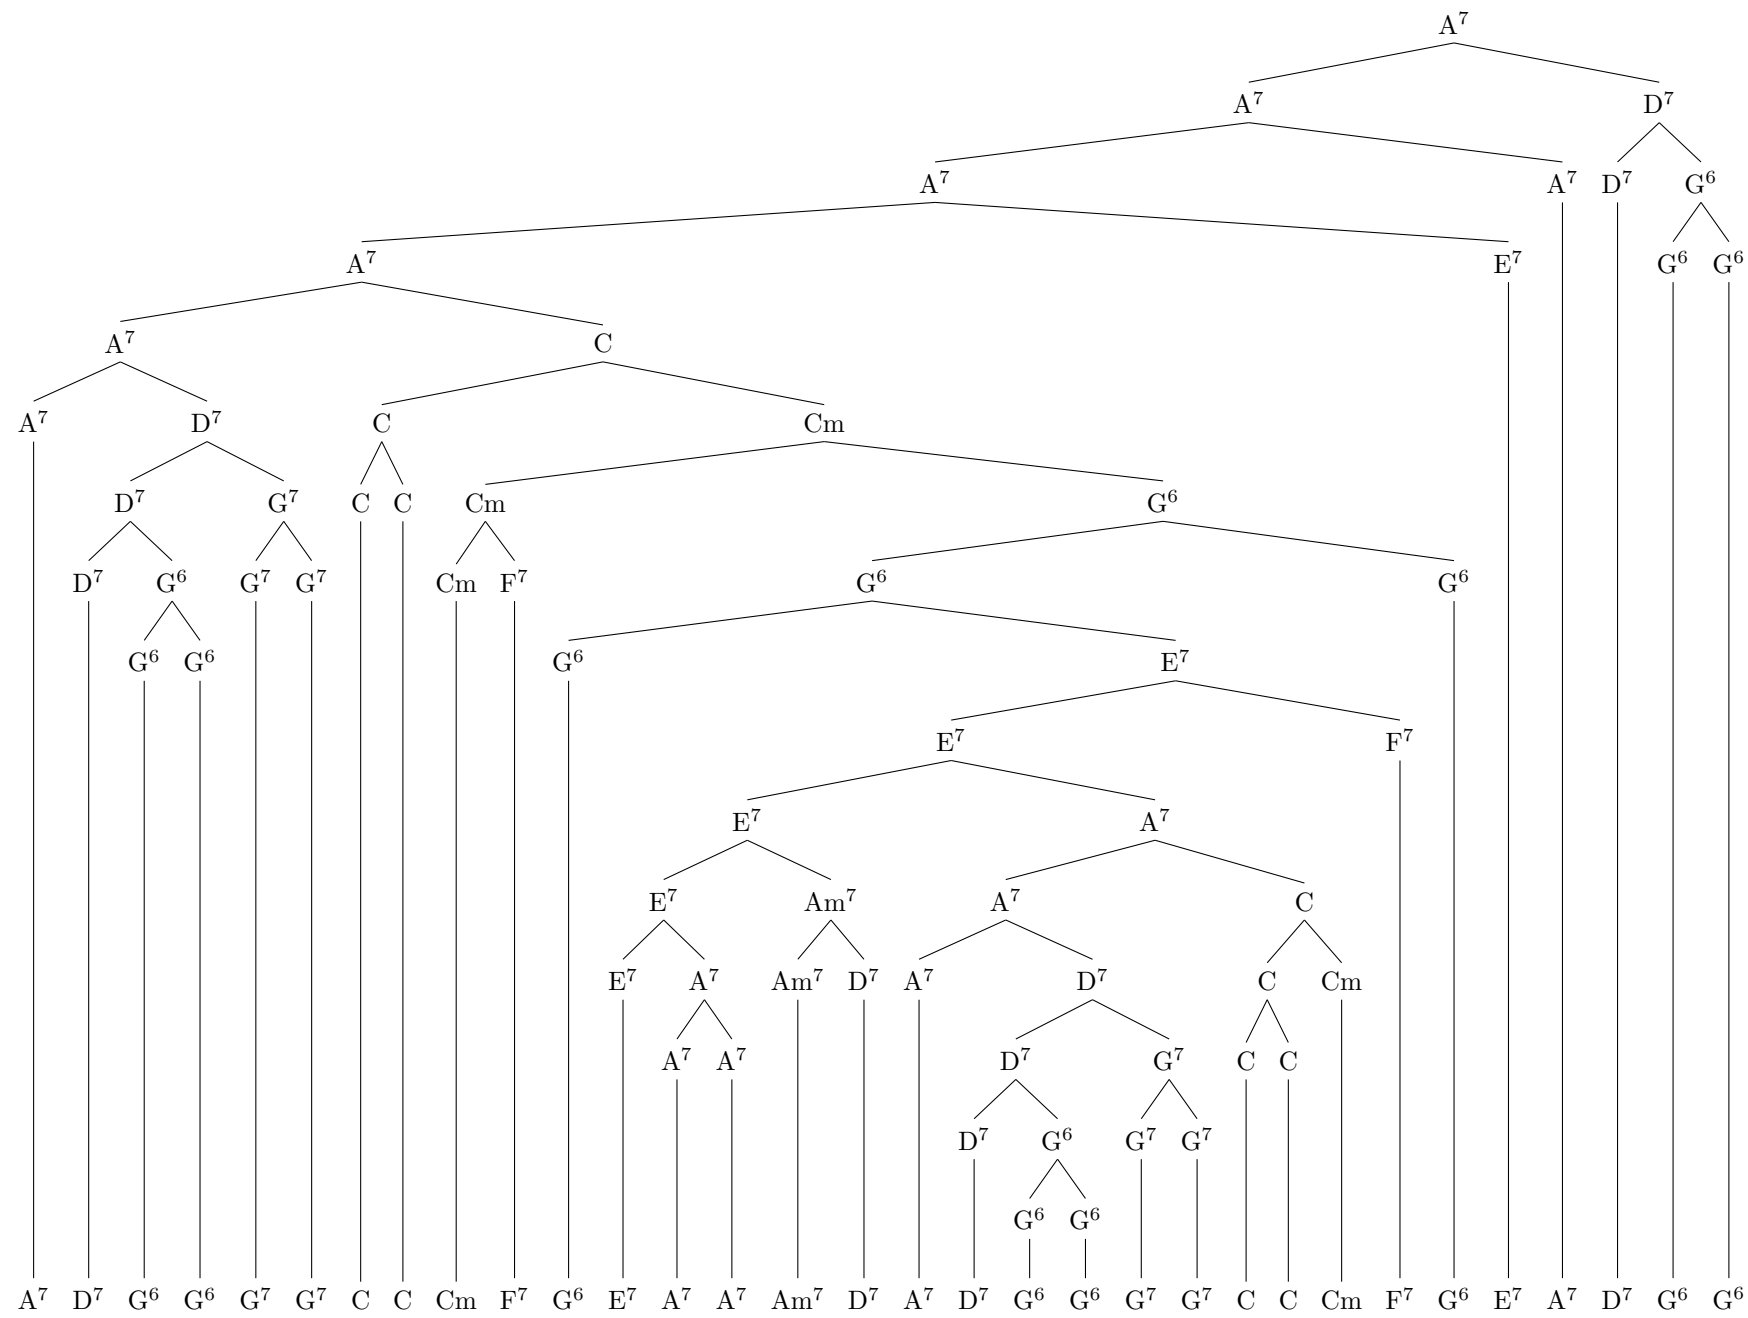 A⁷
A⁷ D⁷
A⁷ A⁷ D⁷ G⁶
A⁷ E⁷ G⁶ G⁶
A⁷ C
A⁷ D⁷ C Cm
D⁷ G⁷ C C Cm G⁶
D⁷ G⁶ G⁷ G⁷ Cm F⁷ G⁶ G⁶
G⁶ G⁶ G⁶ E⁷
E⁷ F⁷
E⁷ A⁷
E⁷ Am⁷ A⁷ C
E⁷ A⁷ Am⁷ D⁷ A⁷ D⁷ C Cm
A⁷ A⁷ D⁷ G⁷ C C
D⁷ G⁶ G⁷ G⁷
G⁶ G⁶
A⁷ D⁷ G⁶ G⁶ G⁷ G⁷ C C Cm F⁷ G⁶ E⁷ A⁷ A⁷ Am⁷ D⁷ A⁷ D⁷ G⁶ G⁶ G⁷ G⁷ C C Cm F⁷ G⁶ E⁷ A⁷ D⁷ G⁶ G⁶